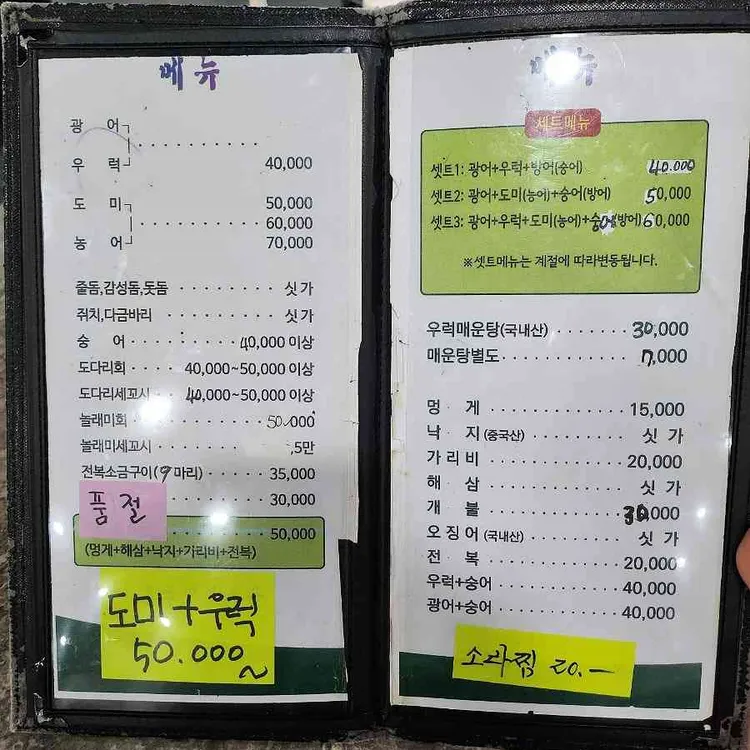 메뉴
광 어
· · · · · · · · · · ·
우 럭 40,000
도 미 50,000
· · · · · · · · · · · 60,000
농 어 70,000
줄돔,감성돔,돗돔 · · · · · · · · 싯 가
쥐치,다금바리 · · · · · · · · · · 싯 가
숭 어 · · · · · · · · · 40,000 이상
도다리회 · · · · · 40,000~50,000 이상
도다리세꼬시 · · · 40,000~50,000 이상
놀래미회 · · · · · · · · · · 50,000
놀래미세꼬시 · · · · · · · · · · ,5만
전복소금구이(9마리) · · · · · · 35,000
품 절 · · · · · · · · 30,000
· · · · · · · · 50,000
(멍게+해삼+낙지+가리비+전복)
도미+우럭
50.000~
메뉴
세트메뉴
셋트1: 광어+우럭+방어(숭어) 40.000
셋트2: 광어+도미(농어)+숭어(방어) 50,000
셋트3: 광어+우럭+도미(농어)+숭어(방어) 60,000
※셋트메뉴는 계절에 따라변동됩니다.
우럭매운탕(국내산) · · · · · · · 30,000
매운탕별도 · · · · · · · · · · · · 7,000
멍 게 · · · · · · · · · · · 15,000
낙 지 (중국산) · · · · · · · · 싯 가
가리비 · · · · · · · · · · · 20,000
해 삼 · · · · · · · · · · · 싯 가
개 불 · · · · · · · · · · · 30,000
오징어 (국내산) · · · · · · · · 싯 가
전 복 · · · · · · · · · · · 20,000
우럭+숭어 · · · · · · · · · · 40,000
광어+숭어 · · · · · · · · · · 40,000
소라찜 20.—